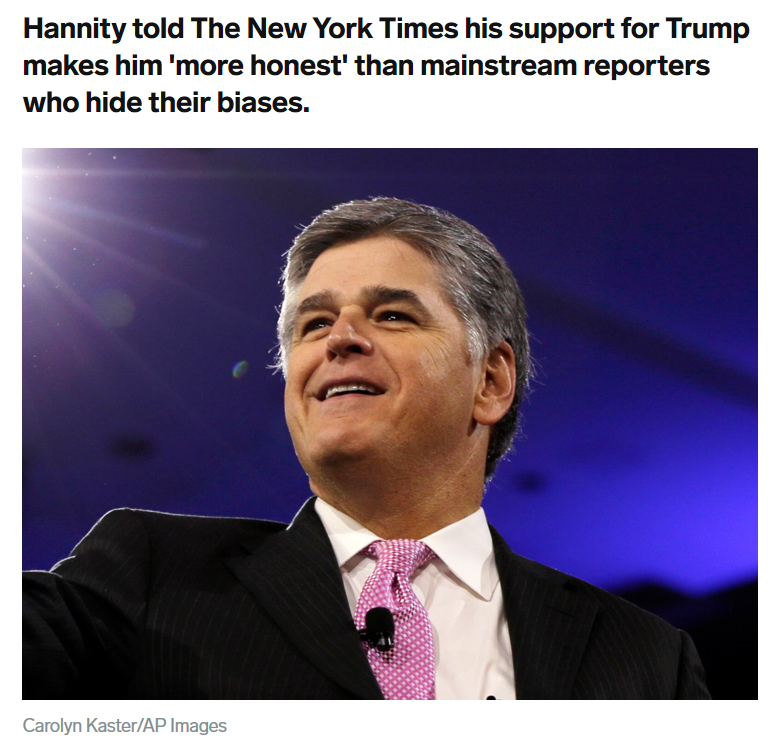 Hannity told The New York Times his support for Trump
makes him 'more honest' than mainstream reporters
who hide their biases.
Carolyn Kaster/AP Images